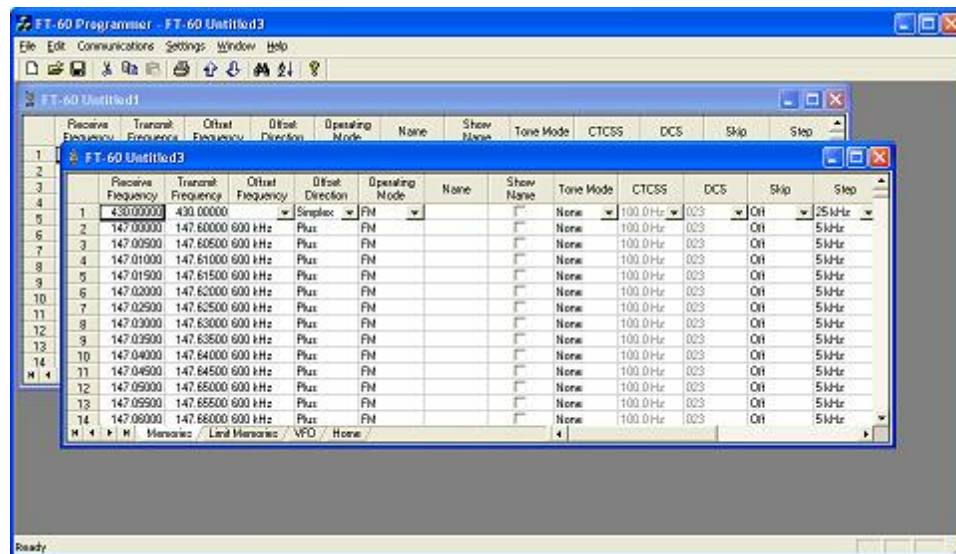 FT-60 Programmer - FT-60 Untitled3
File Edit Communications Settings Window Help
FT-60 Untitled1
Receive Frequency Transmit Frequency Offset Frequency Offset Direction Operating Mode Name Show Name Tone Mode CTCSS DCS Skip Step
1
2
3
4
5
6
7
8
9
10
11
12
13
14
FT-60 Untitled3
Receive Frequency Transmit Frequency Offset Frequency Offset Direction Operating Mode Name Show Name Tone Mode CTCSS DCS Skip Step
1 430.00000 430.00000 Simplex FM None 100.0 Hz 023 Off 25 kHz
2 147.00000 147.60000 600 kHz Plus FM None 100.0 Hz 023 Off 5 kHz
3 147.00500 147.60500 600 kHz Plus FM None 100.0 Hz 023 Off 5 kHz
4 147.01000 147.61000 600 kHz Plus FM None 100.0 Hz 023 Off 5 kHz
5 147.01500 147.61500 600 kHz Plus FM None 100.0 Hz 023 Off 5 kHz
6 147.02000 147.62000 600 kHz Plus FM None 100.0 Hz 023 Off 5 kHz
7 147.02500 147.62500 600 kHz Plus FM None 100.0 Hz 023 Off 5 kHz
8 147.03000 147.63000 600 kHz Plus FM None 100.0 Hz 023 Off 5 kHz
9 147.03500 147.63500 600 kHz Plus FM None 100.0 Hz 023 Off 5 kHz
10 147.04000 147.64000 600 kHz Plus FM None 100.0 Hz 023 Off 5 kHz
11 147.04500 147.64500 600 kHz Plus FM None 100.0 Hz 023 Off 5 kHz
12 147.05000 147.65000 600 kHz Plus FM None 100.0 Hz 023 Off 5 kHz
13 147.05500 147.65500 600 kHz Plus FM None 100.0 Hz 023 Off 5 kHz
14 147.06000 147.66000 600 kHz Plus FM None 100.0 Hz 023 Off 5 kHz
Memories Limit Memories VFO Home
Ready